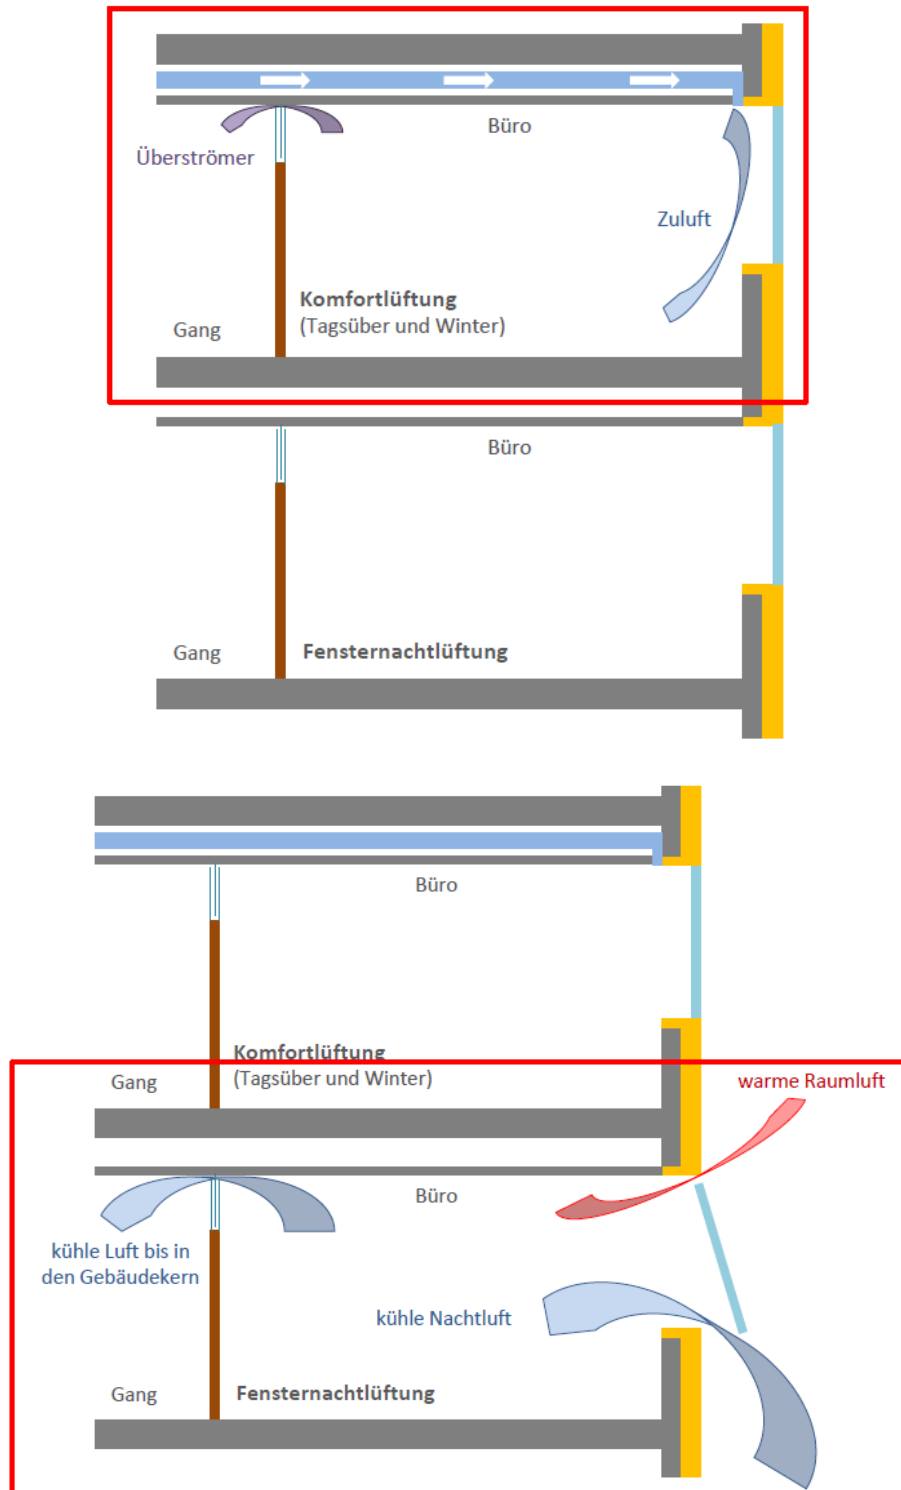 Büro
Überströmer
Zuluft
Komfortlüftung
(Tagsüber und Winter)
Gang
Büro
Gang
Fensternachtlüftung
Büro
Komfortlüftung
(Tagsüber und Winter)
Gang
warme Raumluft
Büro
kühle Luft bis in
den Gebäudekern
kühle Nachtluft
Gang
Fensternachtlüftung